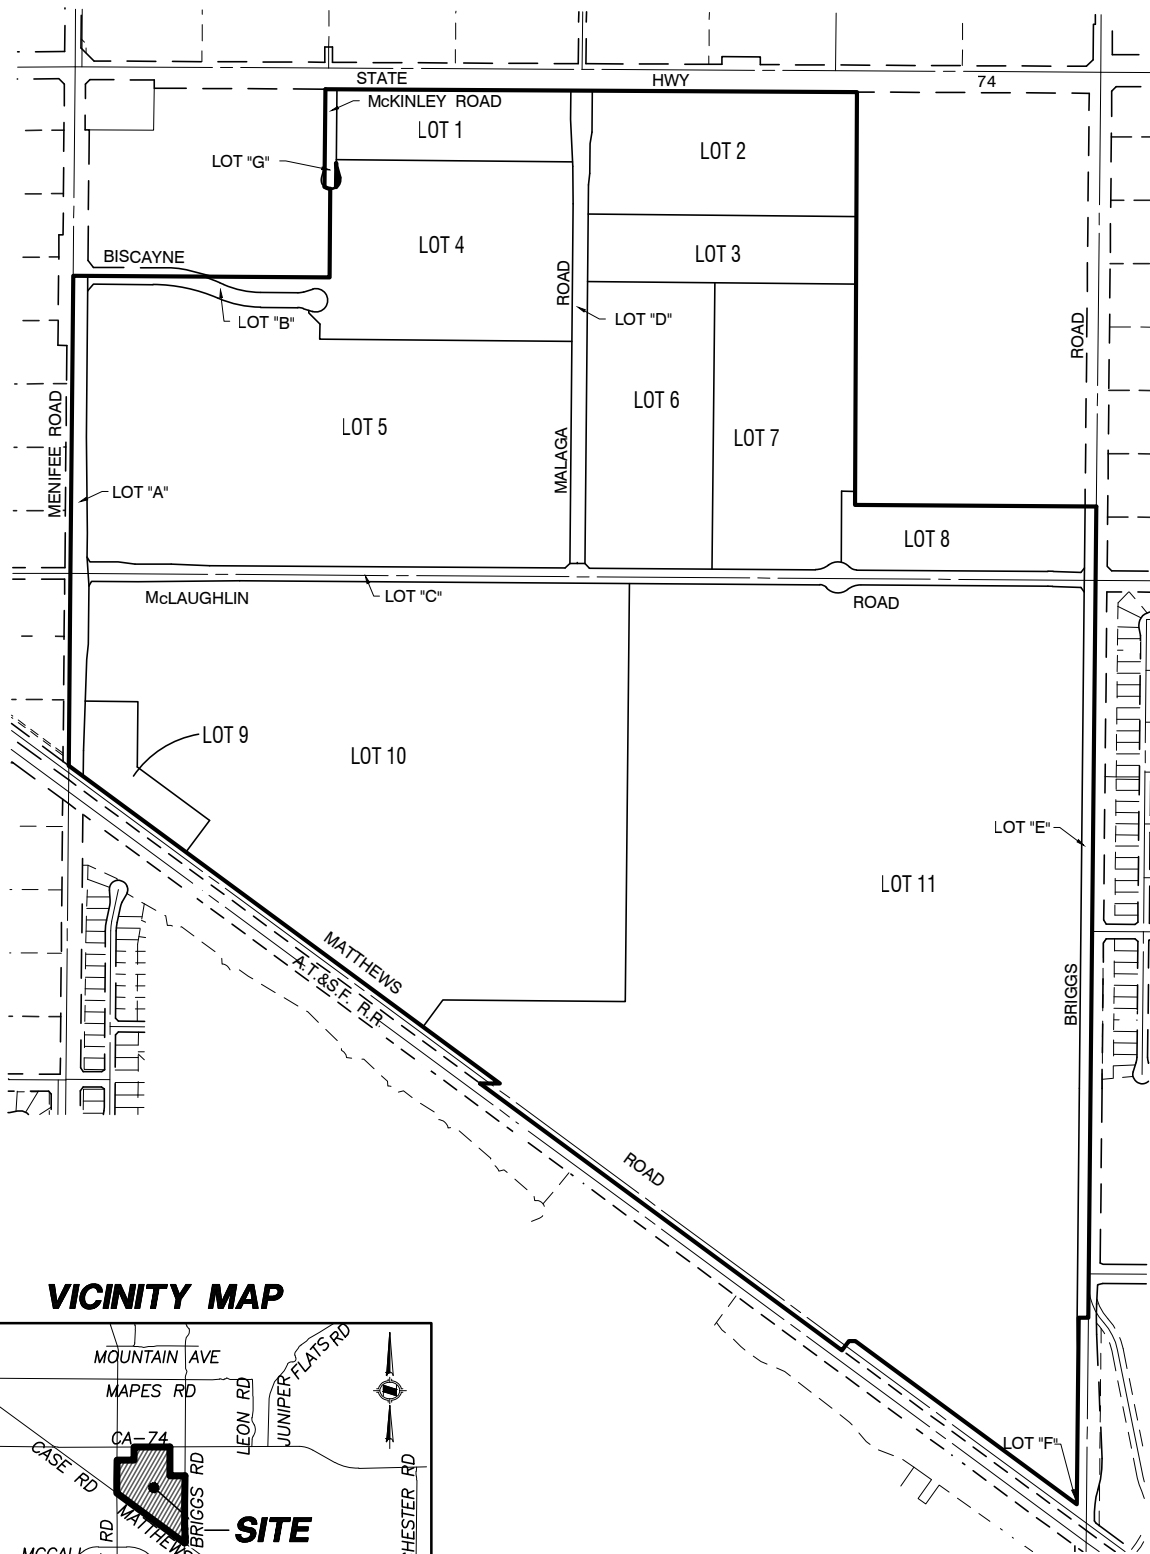 STATE HWY 74
McKINLEY ROAD
LOT 1
LOT 2
LOT "G"
LOT 4
LOT 3
BISCAYNE
ROAD
LOT "B"
LOT "D"
ROAD
LOT 6
LOT 5
LOT 7
MENIFEE ROAD
MALAGA
LOT "A"
LOT 8
LOT "C"
McLAUGHLIN
ROAD
LOT 9
LOT 10
LOT "E"
LOT 11
MATTHEWS
A.T.&S.F. R.R.
BRIGGS
ROAD
LOT "F"
VICINITY MAP
MOUNTAIN AVE
MAPES RD
LEON RD
JUNIPER FLATS RD
CA-74
CASE RD
BRIGGS RD
MATTHEWS
RD
SITE